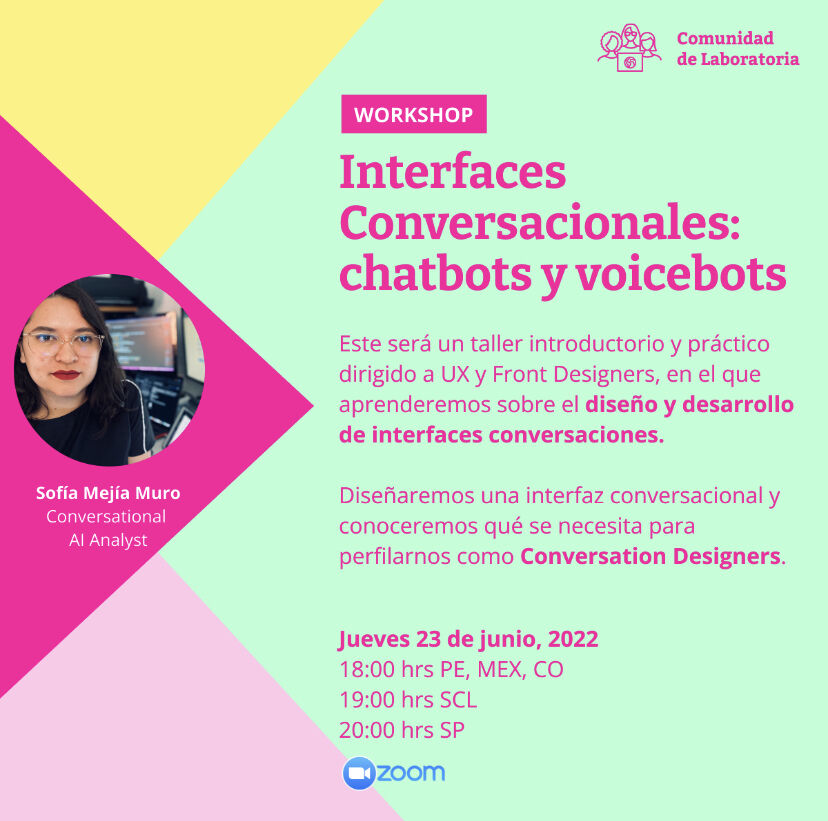 Comunidad
de Laboratoria
WORKSHOP
Interfaces
Conversacionales:
chatbots y voicebots
Este será un taller introductorio y práctico
dirigido a UX y Front Designers, en el que
aprenderemos sobre el diseño y desarrollo
de interfaces conversaciones.
Diseñaremos una interfaz conversacional y
conoceremos qué se necesita para
perfilarnos como Conversation Designers.
Sofía Mejía Muro
Conversational
AI Analyst
Jueves 23 de junio, 2022
18:00 hrs PE, MEX, CO
19:00 hrs SCL
20:00 hrs SP
zoom